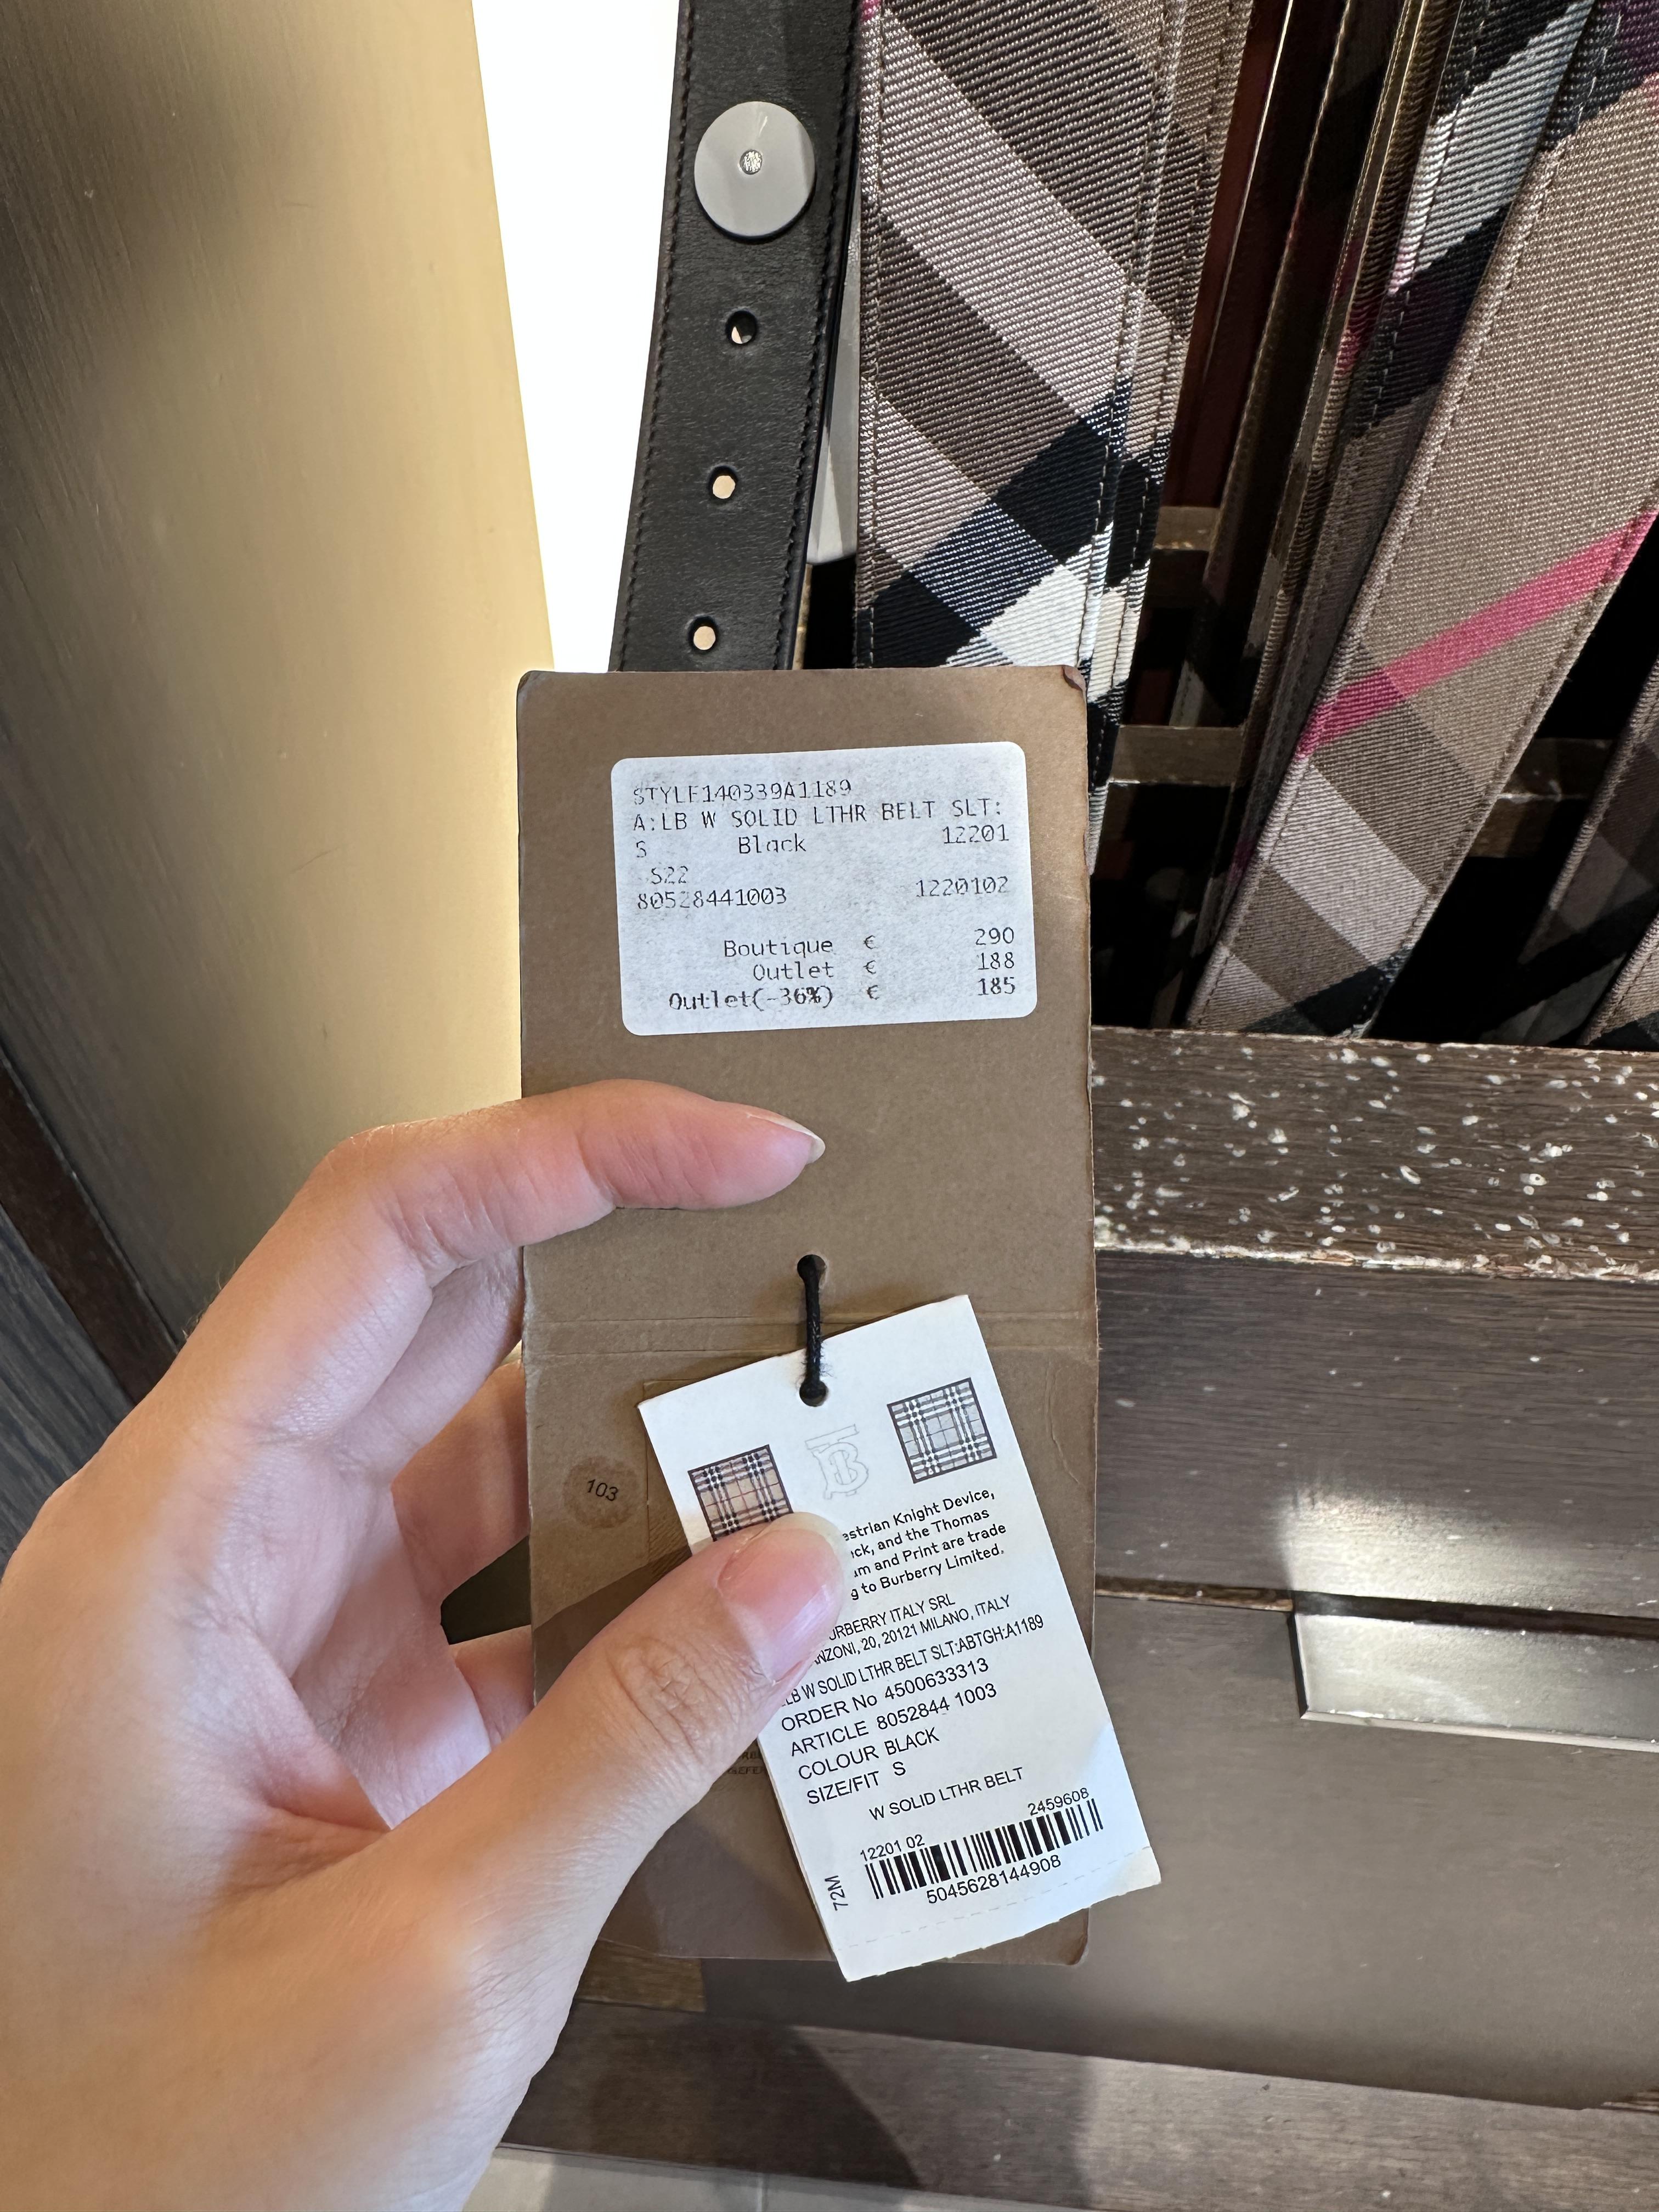 STYLE140339A1189
A:LB W SOLID LTHR BELT SLT:
S Black 12201
S22
80528441003 1220102
Boutique € 290
Outlet € 188
Outlet(-36%) € 185
103
estrian Knight Device,
ck, and the Thomas
um and Print are trade
g to Burberry Limited.
URBERRY ITALY SRL
NZONI, 20, 20121 MILANO, ITALY
LB W SOLID LTHR BELT SLT:ABTGH:A1189
ORDER No 4500633313
ARTICLE 8052844 1003
COLOUR BLACK
SIZE/FIT S
W SOLID LTHR BELT
12201 02 2459608
5045628144908
72M